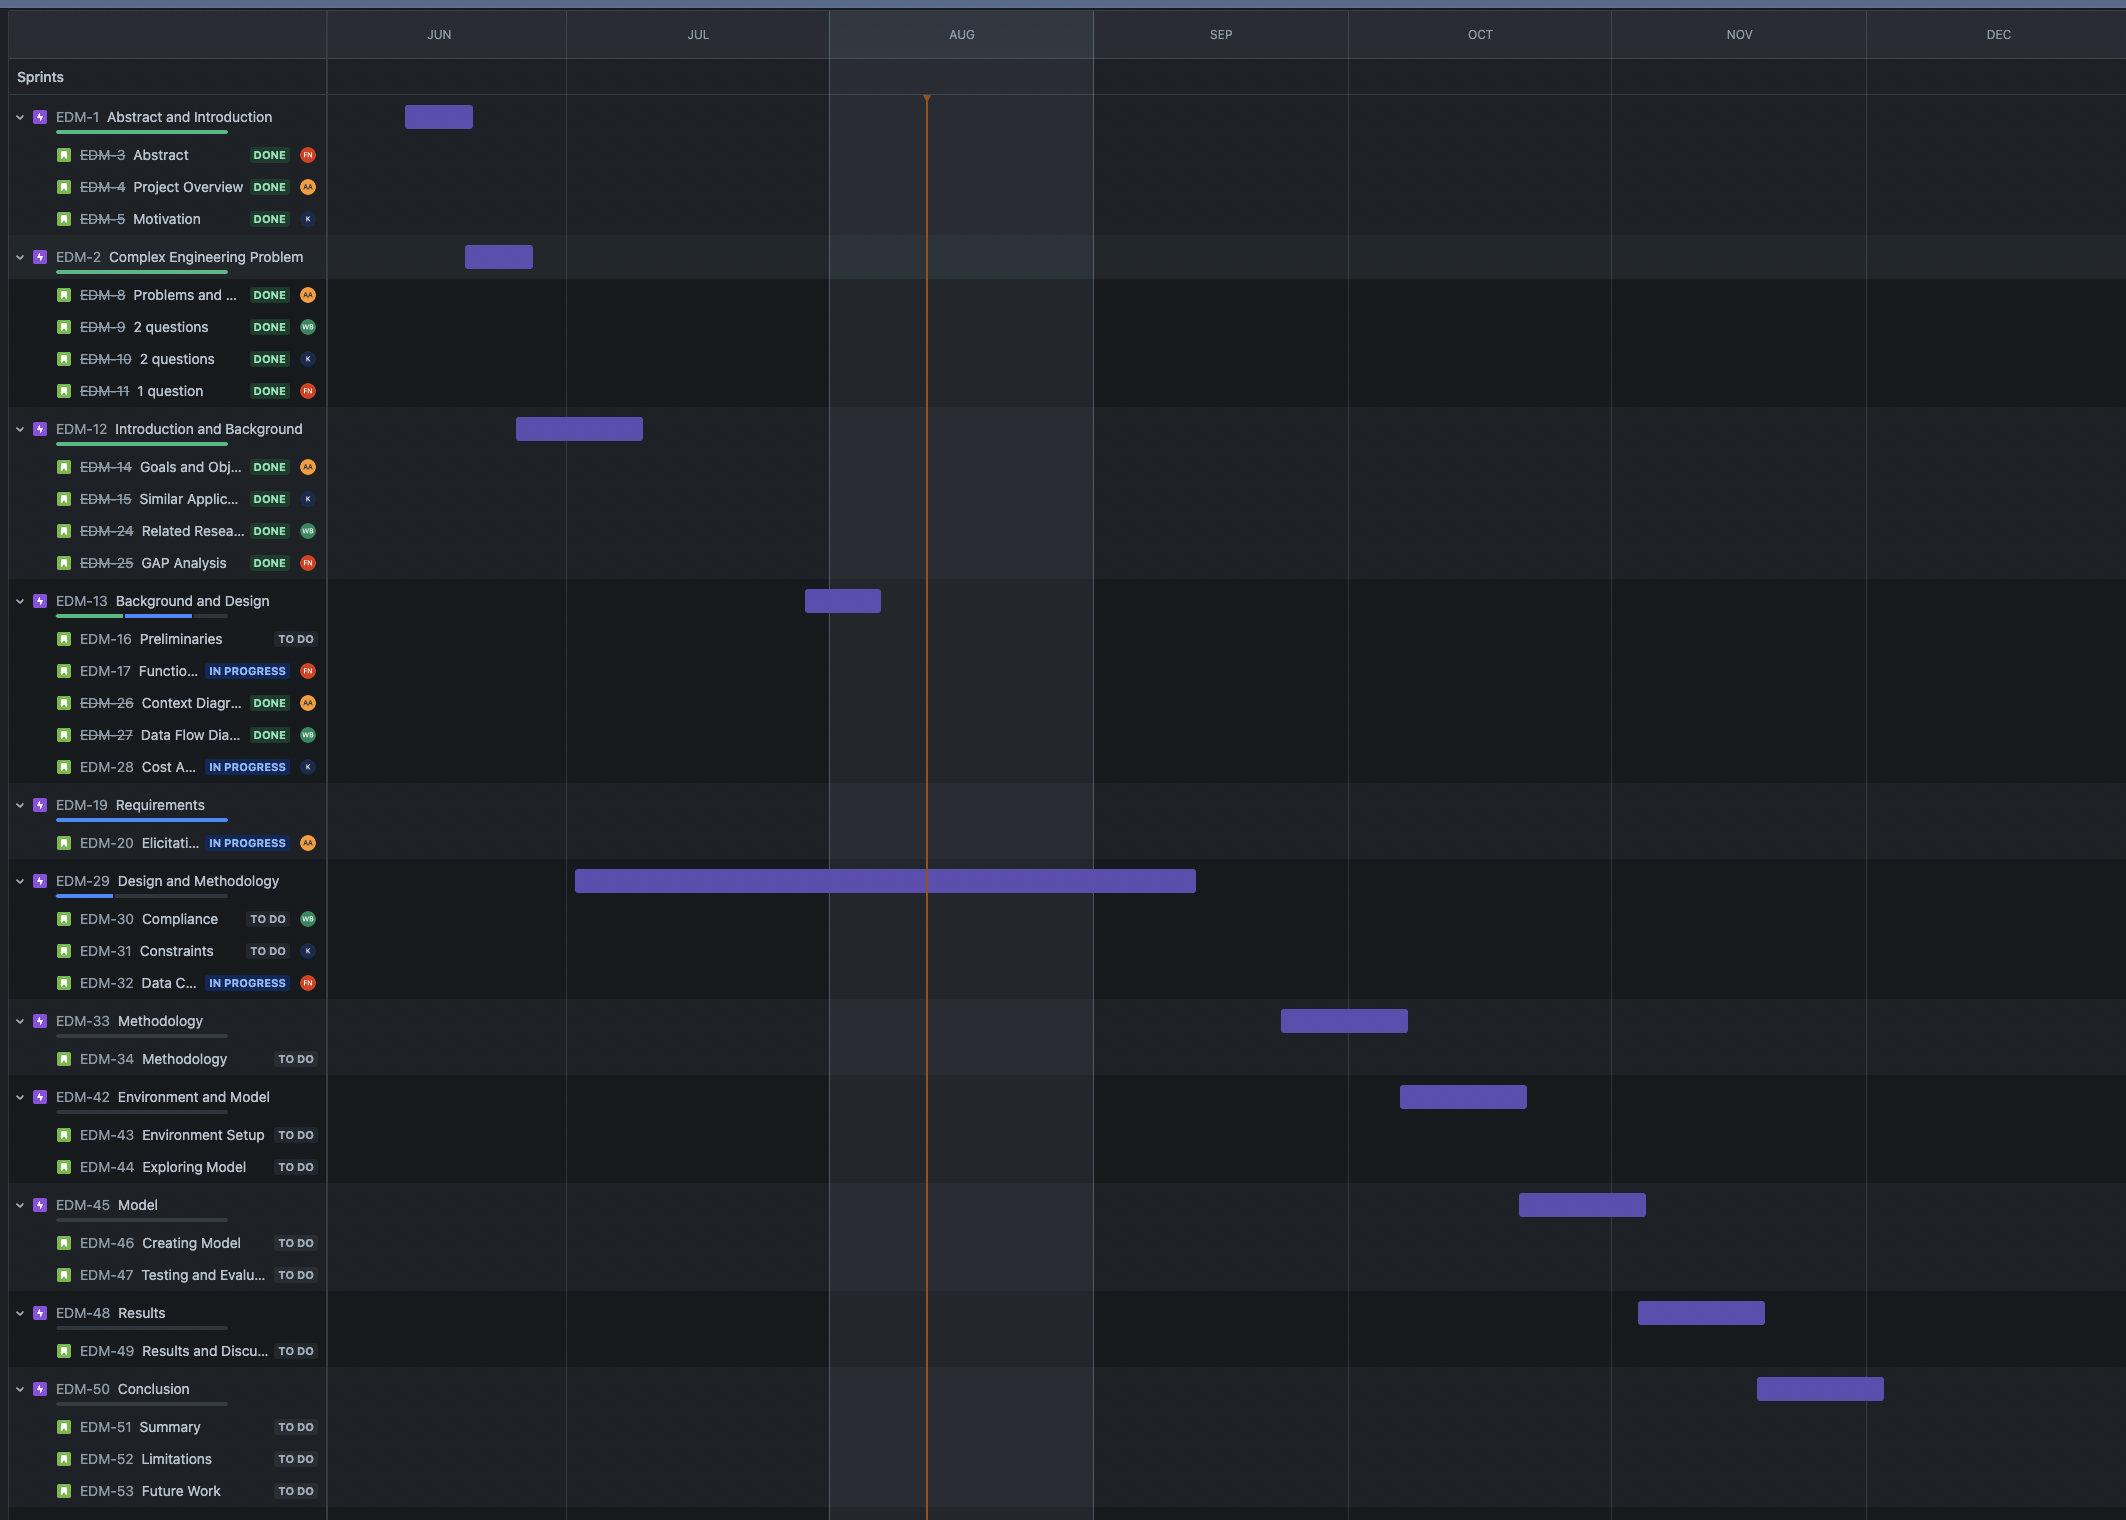 JUN JUL AUG SEP OCT NOV DEC
Sprints
EDM-1 Abstract and Introduction
EDM-3 Abstract DONE FN
EDM-4 Project Overview DONE AA
EDM-5 Motivation DONE K
EDM-2 Complex Engineering Problem
EDM-8 Problems and ... DONE AA
EDM-9 2 questions DONE WB
EDM-10 2 questions DONE K
EDM-11 1 question DONE FN
EDM-12 Introduction and Background
EDM-14 Goals and Obj... DONE AA
EDM-15 Similar Applic... DONE K
EDM-24 Related Resea... DONE WB
EDM-25 GAP Analysis DONE FN
EDM-13 Background and Design
EDM-16 Preliminaries TO DO
EDM-17 Functio... IN PROGRESS FN
EDM-26 Context Diagr... DONE AA
EDM-27 Data Flow Dia... DONE WB
EDM-28 Cost A... IN PROGRESS K
EDM-19 Requirements
EDM-20 Elicitati... IN PROGRESS AA
EDM-29 Design and Methodology
EDM-30 Compliance TO DO WB
EDM-31 Constraints TO DO K
EDM-32 Data C... IN PROGRESS FN
EDM-33 Methodology
EDM-34 Methodology TO DO
EDM-42 Environment and Model
EDM-43 Environment Setup TO DO
EDM-44 Exploring Model TO DO
EDM-45 Model
EDM-46 Creating Model TO DO
EDM-47 Testing and Evalu... TO DO
EDM-48 Results
EDM-49 Results and Discu... TO DO
EDM-50 Conclusion
EDM-51 Summary TO DO
EDM-52 Limitations TO DO
EDM-53 Future Work TO DO